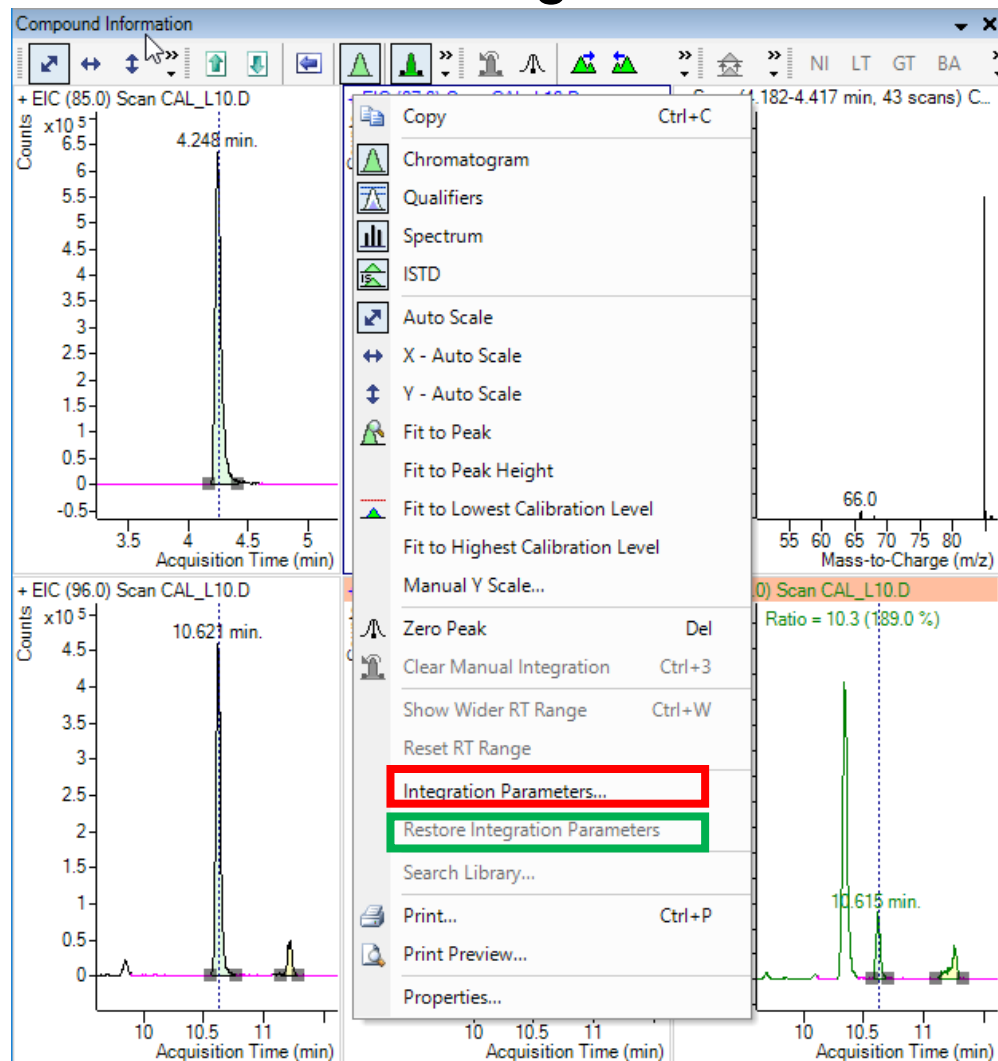 Compound Information
NI LT GT BA
+ EIC (85.0) Scan CAL_L10.D
Counts
x10 5
6.5
6
5.5
5
4.5
4
3.5
3
2.5
2
1.5
1
0.5
0
-0.5
4.248 min.
3.5 4 4.5 5
Acquisition Time (min)
4.182-4.417 min, 43 scans) C...
66.0
55 60 65 70 75 80
Mass-to-Charge (m/z)
Copy Ctrl+C
Chromatogram
Qualifiers
Spectrum
IS ISTD
Auto Scale
X - Auto Scale
Y - Auto Scale
Fit to Peak
Fit to Peak Height
Fit to Lowest Calibration Level
Fit to Highest Calibration Level
Manual Y Scale...
Zero Peak Del
Clear Manual Integration Ctrl+3
Show Wider RT Range Ctrl+W
Reset RT Range
Integration Parameters...
Restore Integration Parameters
Search Library...
Print... Ctrl+P
Print Preview...
Properties...
+ EIC (96.0) Scan CAL_L10.D
Counts
x10 5
4.5
4
3.5
3
2.5
2
1.5
1
0.5
0
10.621 min.
10 10.5 11
Acquisition Time (min)
10 10.5 11
Acquisition Time (min)
0) Scan CAL_L10.D
Ratio = 10.3 (189.0 %)
10.615 min.
10 10.5 11
Acquisition Time (min)